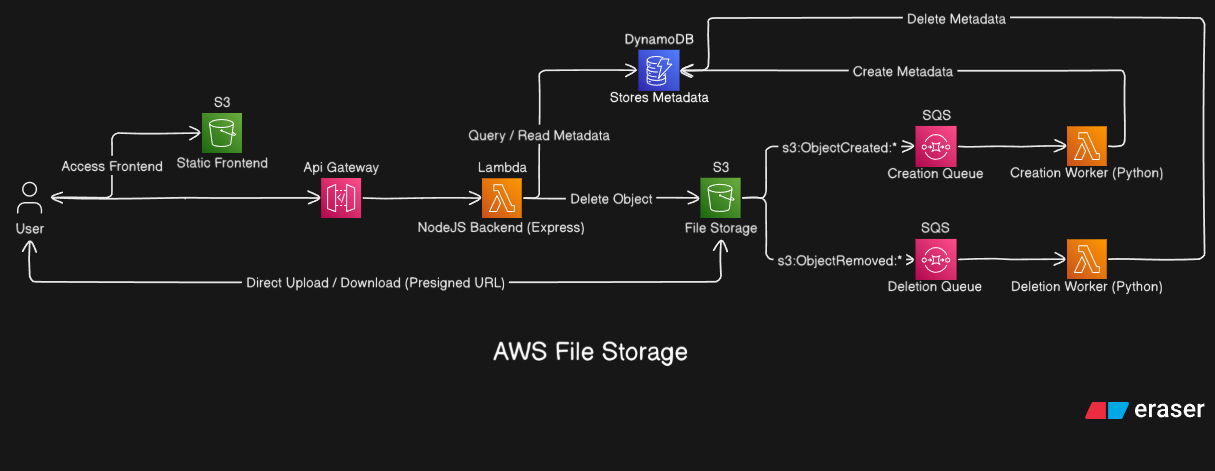 Delete Metadata
DynamoDB
Create Metadata
Stores Metadata
S3
Access Frontend
Static Frontend
Query / Read Metadata
SQS
s3:ObjectCreated:*
Creation Queue
Creation Worker (Python)
Api Gateway
Lambda
S3
Delete Object
User
NodeJS Backend (Express)
File Storage
SQS
s3:ObjectRemoved:*
Deletion Queue
Deletion Worker (Python)
Direct Upload / Download (Presigned URL)
AWS File Storage
eraser